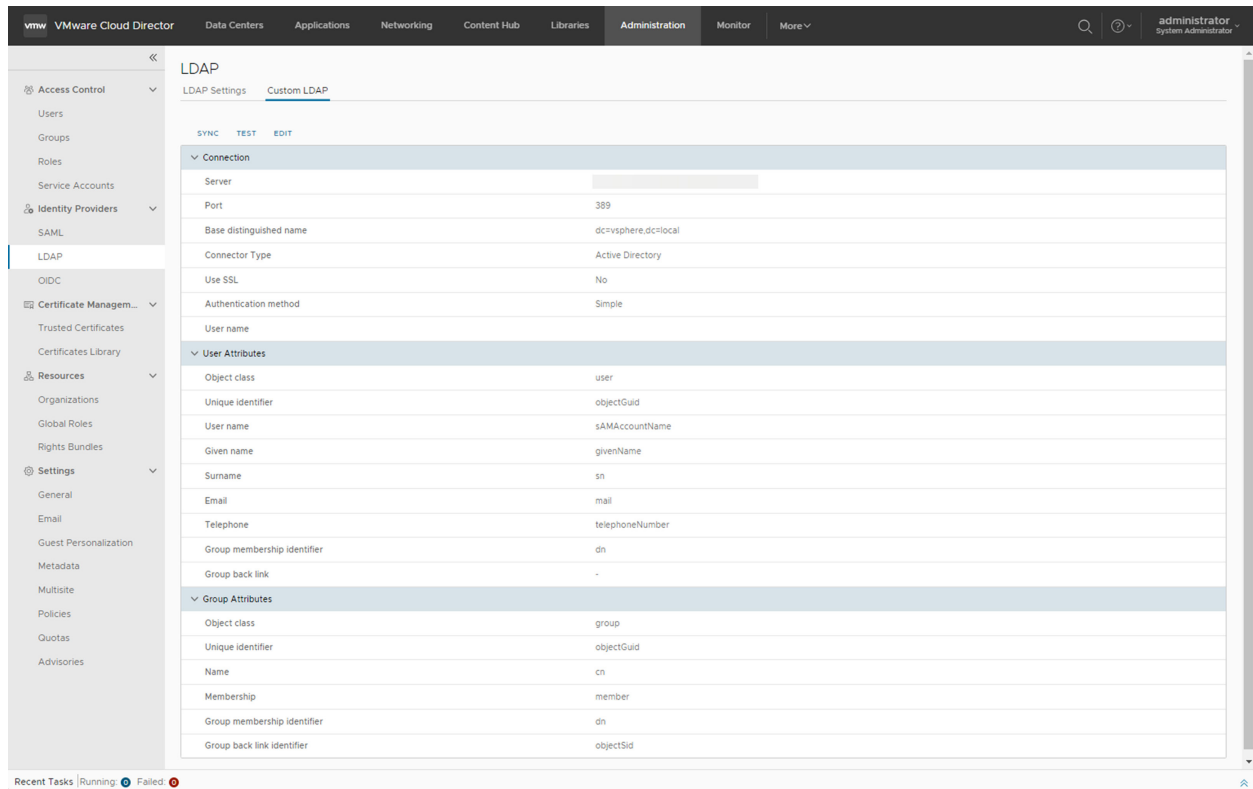 vmw VMware Cloud Director Data Centers Applications Networking Content Hub Libraries Administration Monitor More administrator
System Administrator
Access Control
Users
Groups
Roles
Service Accounts
Identity Providers
SAML
LDAP
OIDC
Certificate Managem...
Trusted Certificates
Certificates Library
Resources
Organizations
Global Roles
Rights Bundles
Settings
General
Email
Guest Personalization
Metadata
Multisite
Policies
Quotas
Advisories
LDAP
LDAP Settings Custom LDAP
SYNC TEST EDIT
Connection
Server
Port 389
Base distinguished name dc=vsphere,dc=local
Connector Type Active Directory
Use SSL No
Authentication method Simple
User name
User Attributes
Object class user
Unique identifier objectGuid
User name sAMAccountName
Given name givenName
Surname sn
Email mail
Telephone telephoneNumber
Group membership identifier dn
Group back link -
Group Attributes
Object class group
Unique identifier objectGuid
Name cn
Membership member
Group membership identifier dn
Group back link identifier objectSid
Recent Tasks Running: 0 Failed: 0